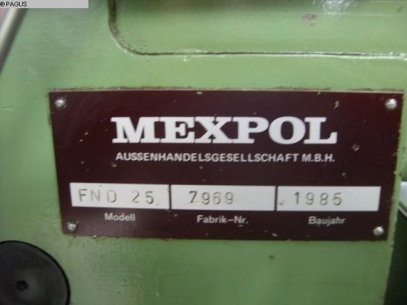 © PAGUS
MEXPOL
AUSSENHANDELSGESELLSCHAFT M.B.H.
FND 25 7969 1985
Modell Fabrik-Nr. Baujahr